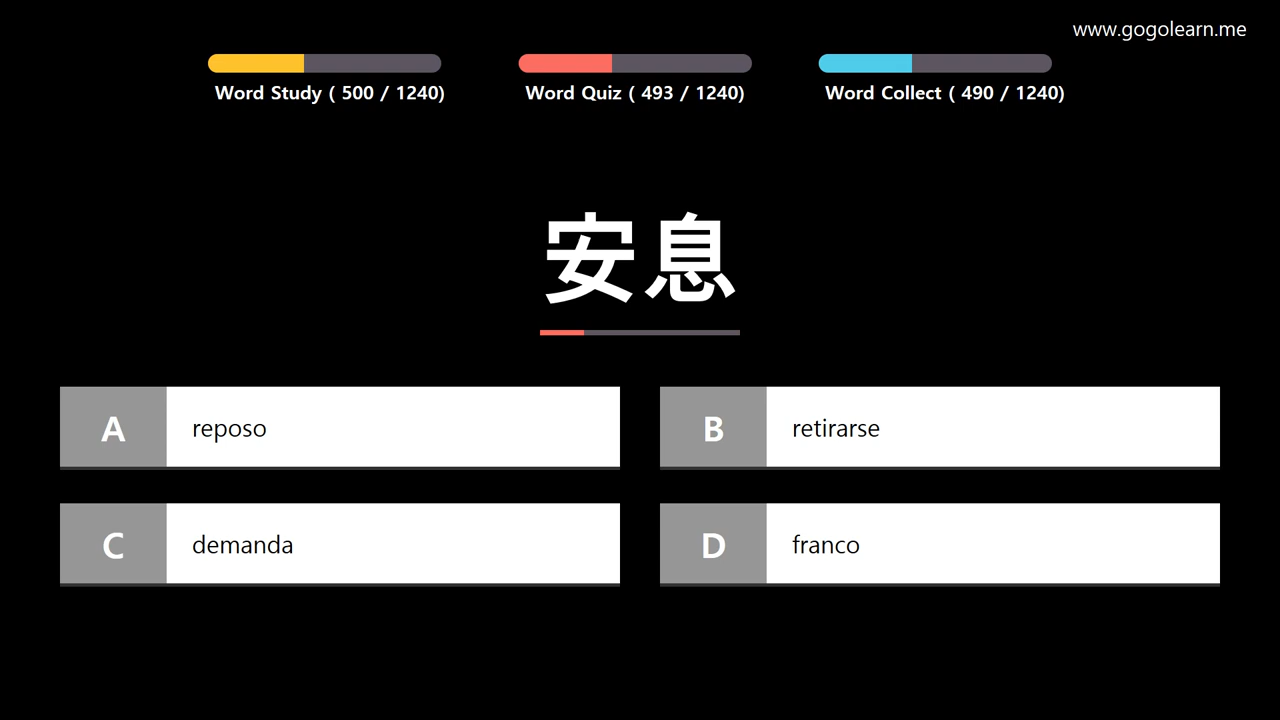 www.gogolearn.me
Word Study ( 500 / 1240)
Word Quiz ( 493 / 1240)
Word Collect ( 490 / 1240)
安息
A
reposo
B
retirarse
C
demanda
D
franco